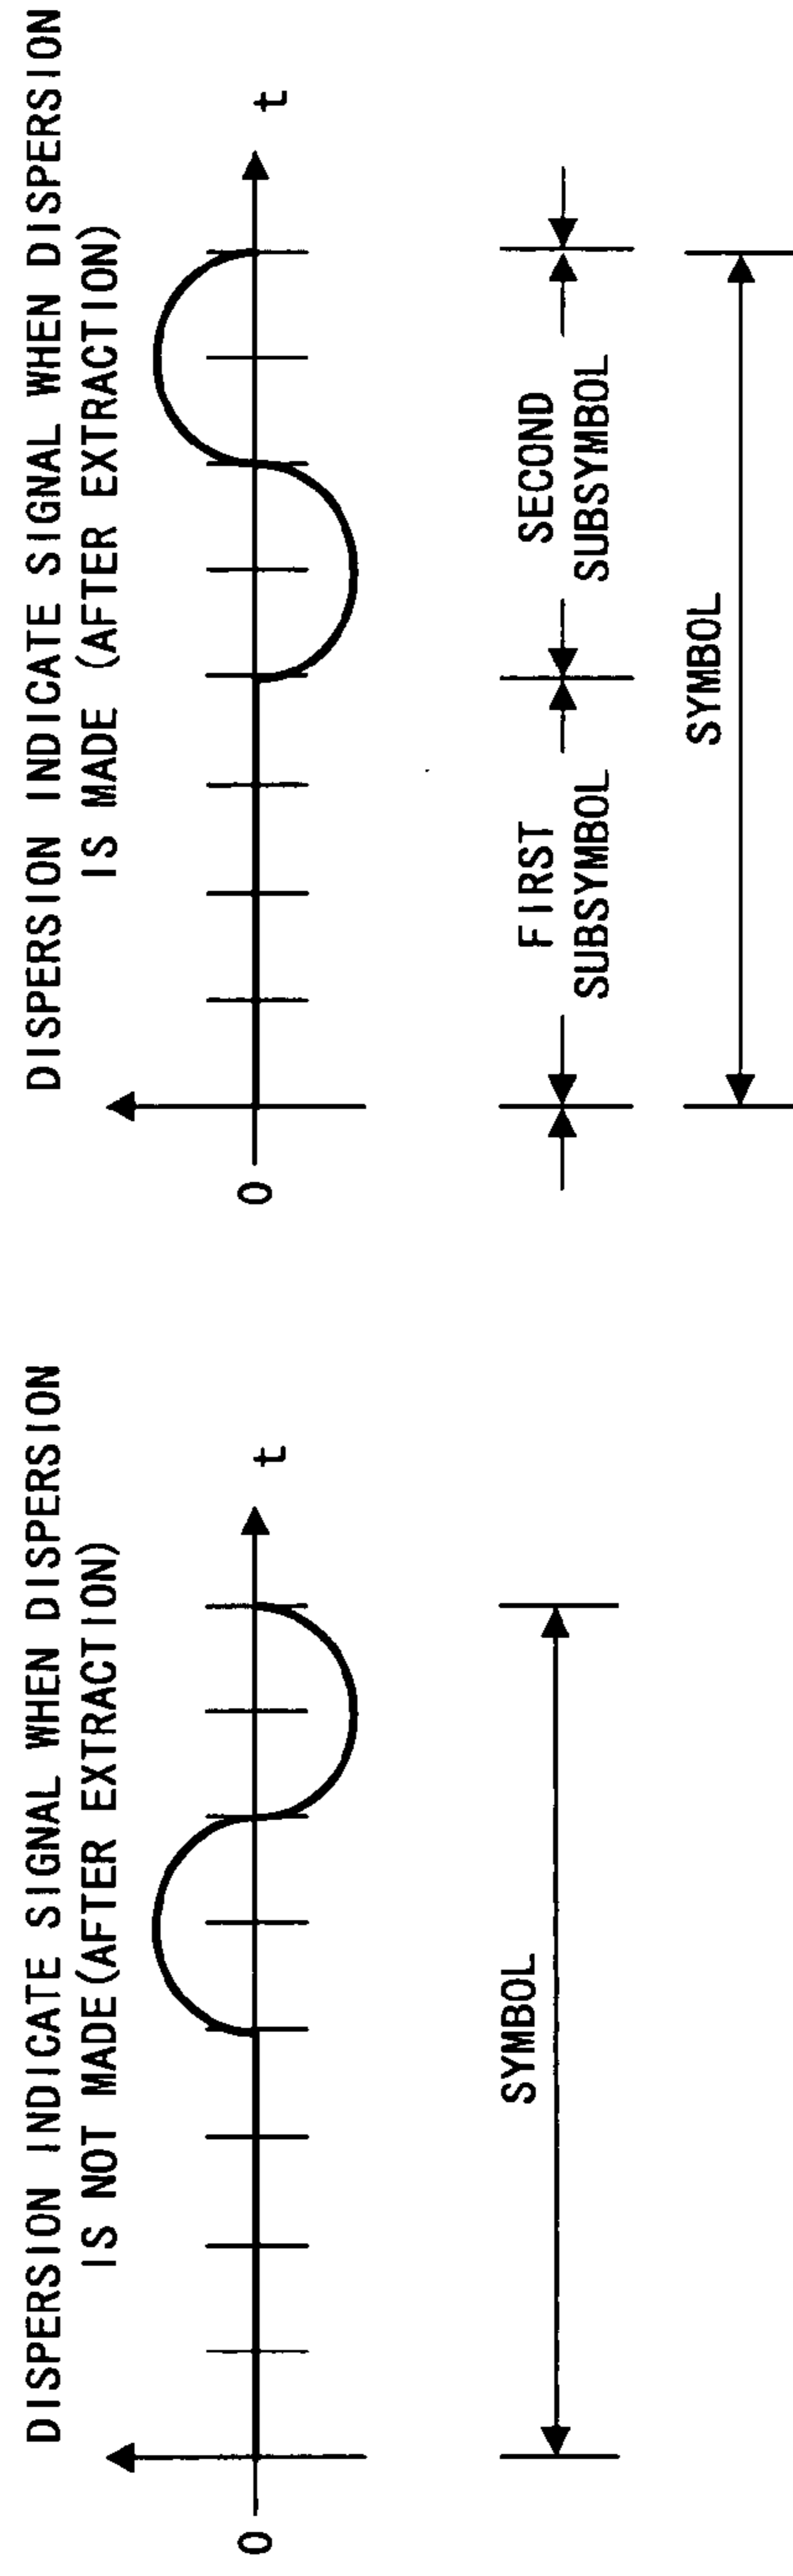 DISPERSION INDICATE SIGNAL WHEN DISPERSION
IS NOT MADE(AFTER EXTRACTION)
t
0
SYMBOL
DISPERSION INDICATE SIGNAL WHEN DISPERSION
IS MADE (AFTER EXTRACTION)
t
0
FIRST
SUBSYMBOL
SECOND
SUBSYMBOL
SYMBOL